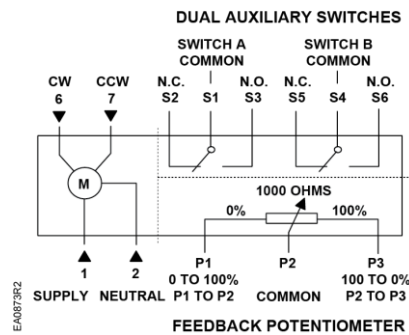 DUAL AUXILIARY SWITCHES
SWITCH A SWITCH B
COMMON COMMON
CW CCW N.C. N.O. N.C. N.O.
6 7 S2 S1 S3 S5 S4 S6
M
1000 OHMS
0% 100%
1 2 P1 P2 P3
0 TO 100% 100 TO 0%
SUPPLY NEUTRAL P1 TO P2 COMMON P2 TO P3
FEEDBACK POTENTIOMETER
EA0873R2